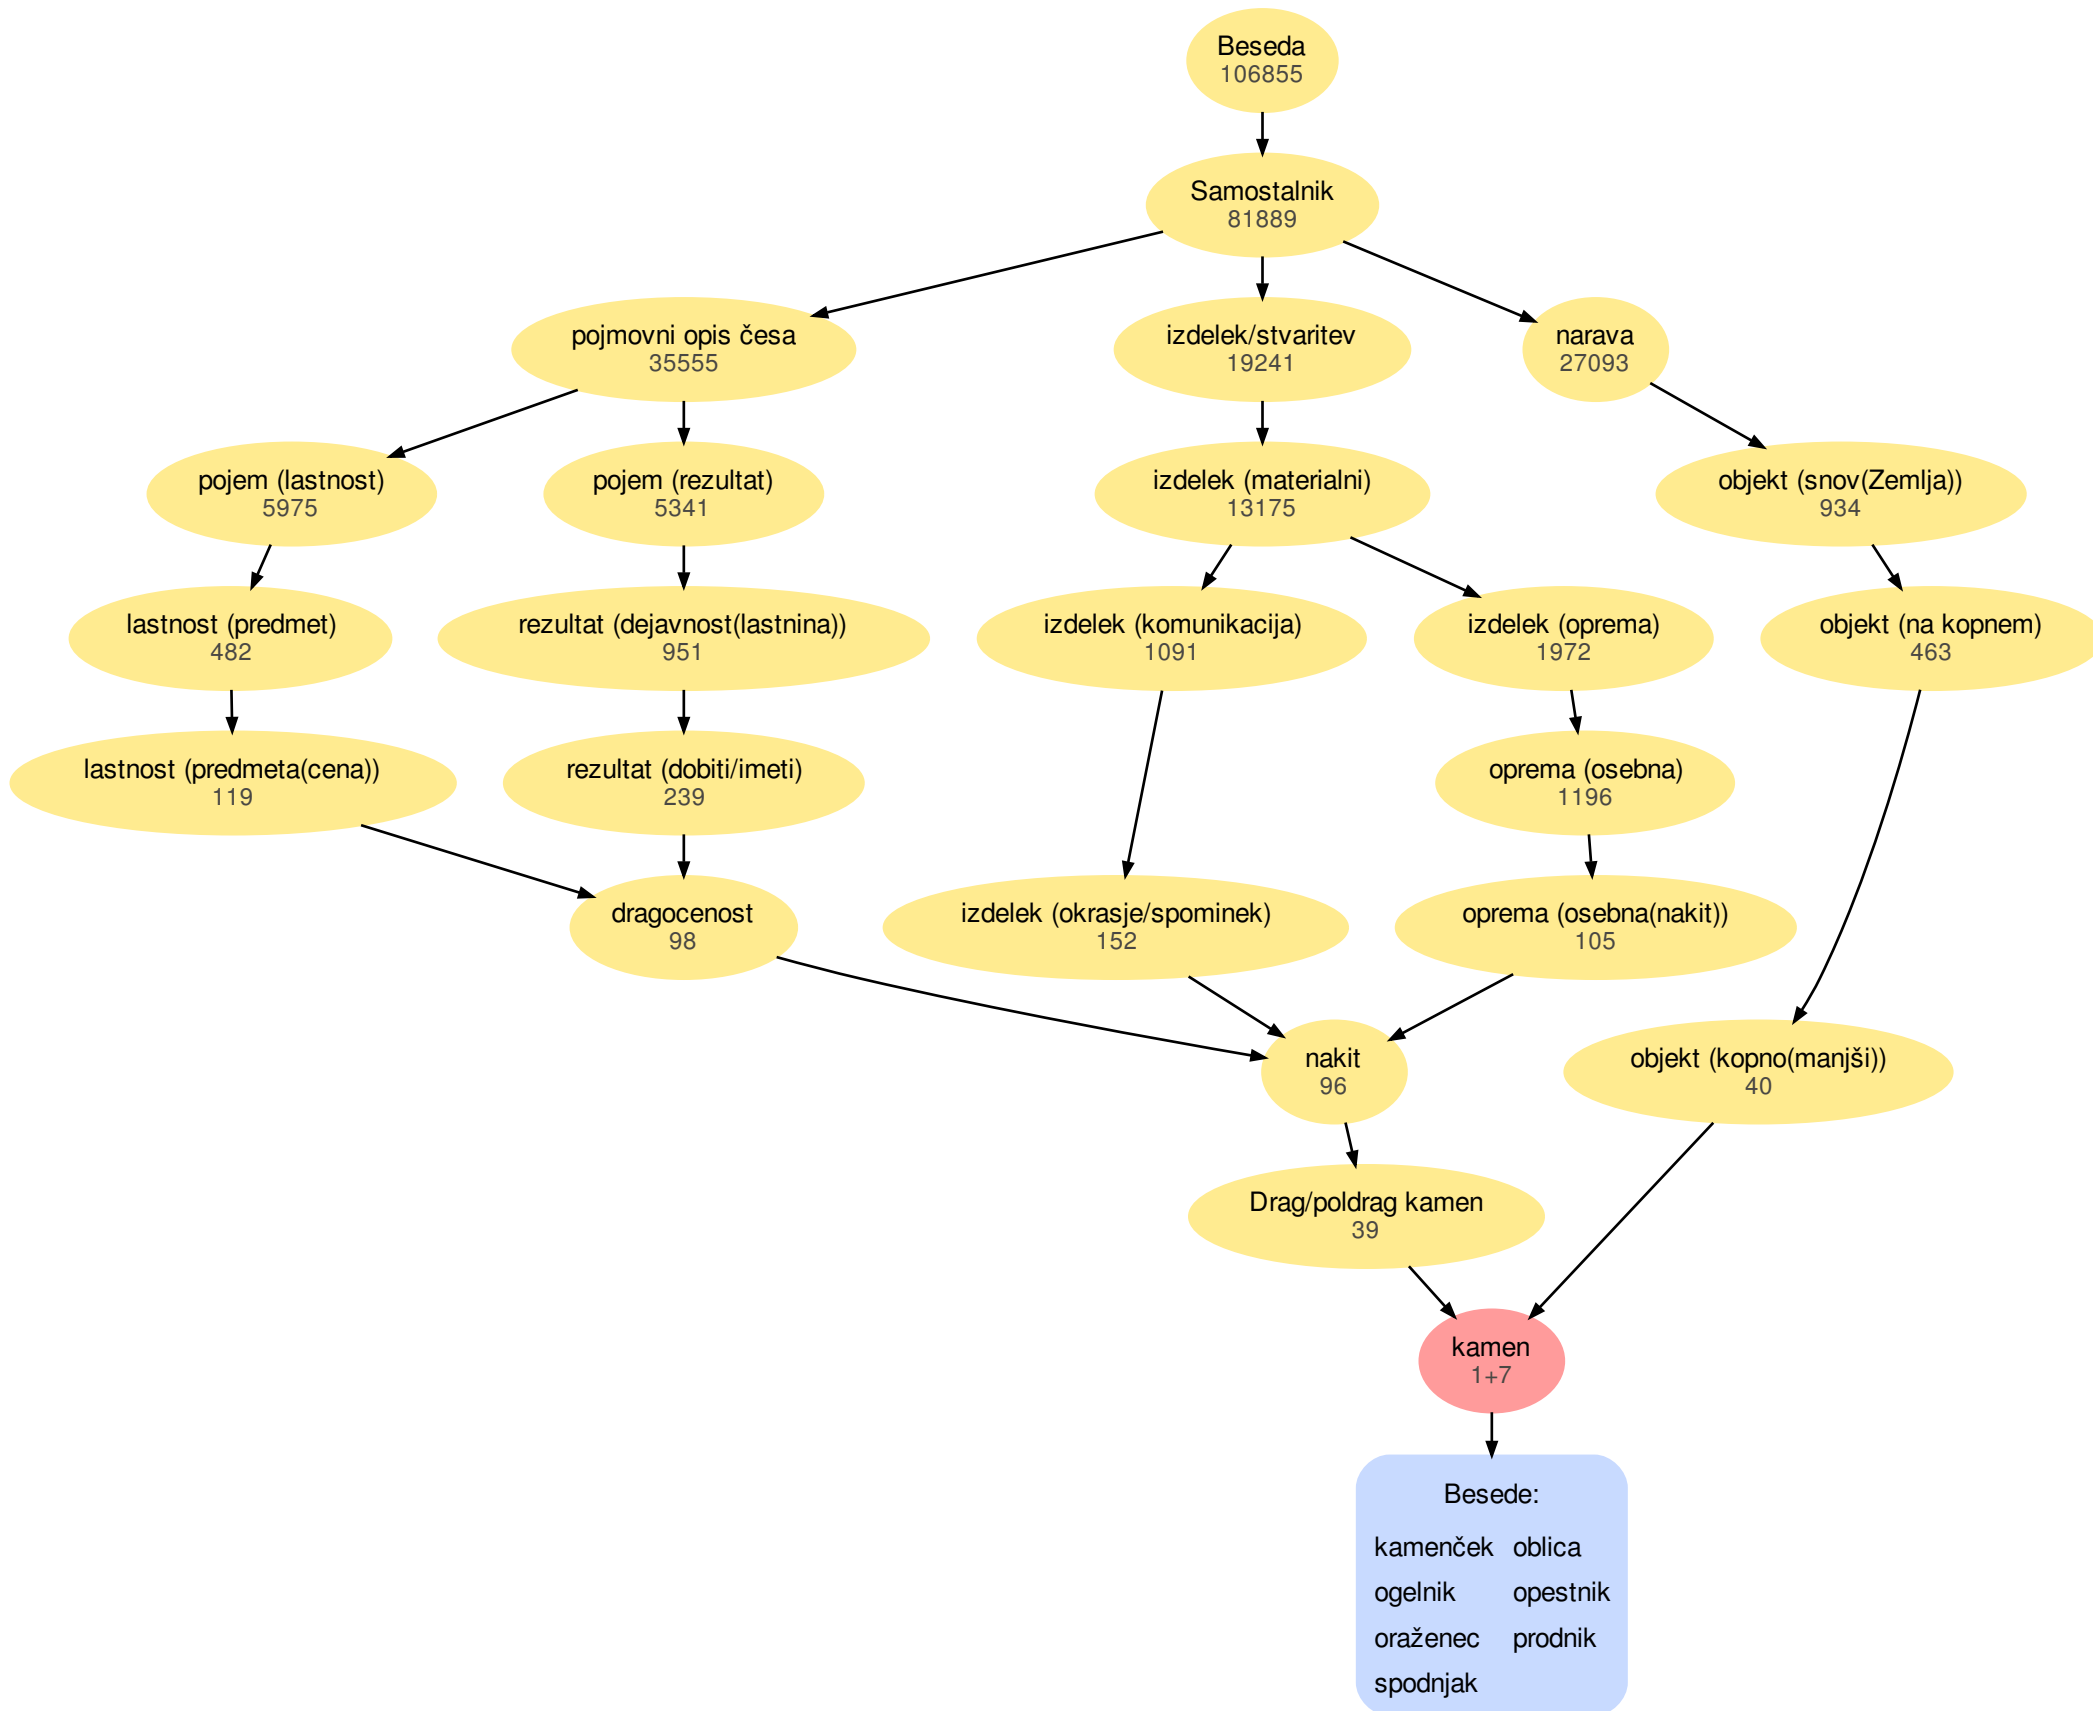 Beseda
106855
Samostalnik
81889
pojmovni opis česa
35555
izdelek/stvaritev
19241
narava
27093
pojem (lastnost)
5975
pojem (rezultat)
5341
izdelek (materialni)
13175
objekt (snov(Zemlja))
934
lastnost (predmet)
482
rezultat (dejavnost(lastnina))
951
izdelek (komunikacija)
1091
izdelek (oprema)
1972
objekt (na kopnem)
463
lastnost (predmeta(cena))
119
rezultat (dobiti/imeti)
239
oprema (osebna)
1196
dragocenost
98
izdelek (okrasje/spominek)
152
oprema (osebna(nakit))
105
nakit
96
objekt (kopno(manjši))
40
Drag/poldrag kamen
39
kamen
1+7
Besede:
kamenček oblica
ogelnik opestnik
oraženec prodnik
spodnjak